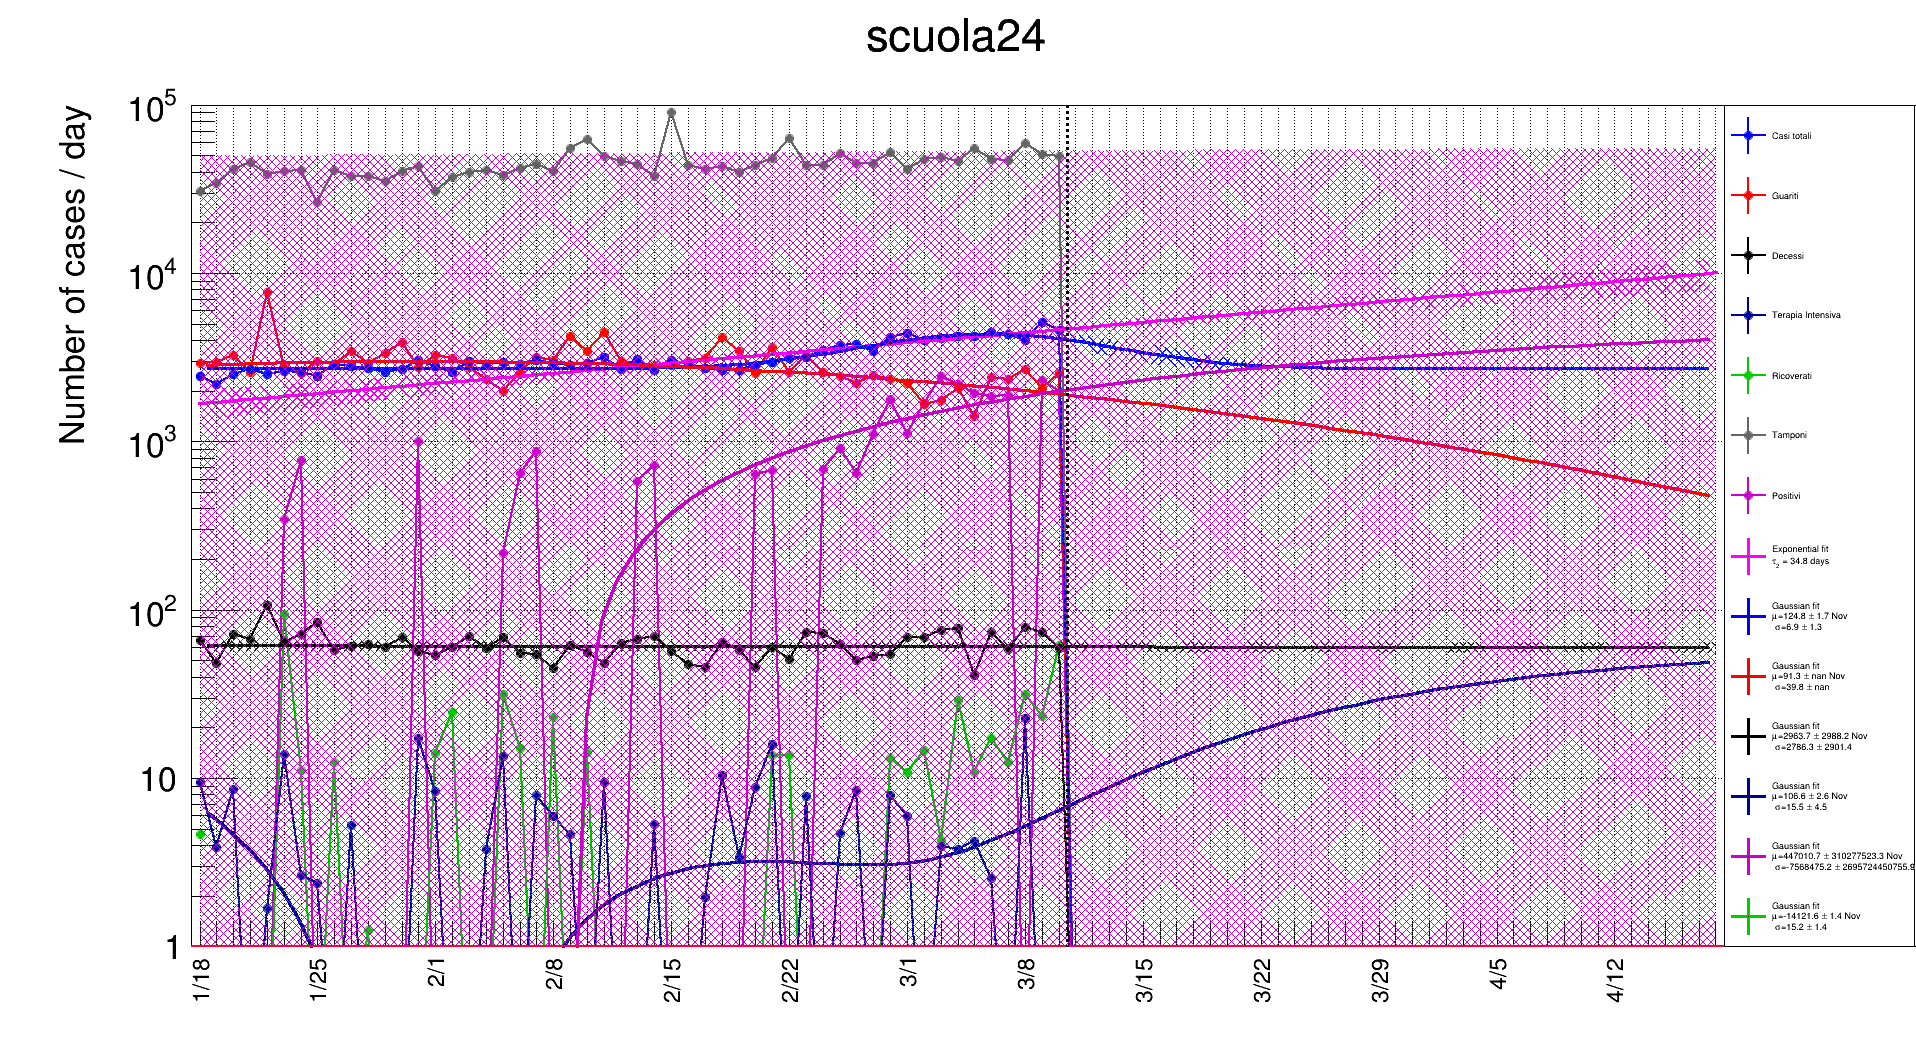 scuola24
Number of cases / day
10^5
10^4
10^3
10^2
10
1
1/18
1/25
2/1
2/8
2/15
2/22
3/1
3/8
3/15
3/22
3/29
4/5
4/12
Casi totali
Guariti
Decessi
Terapia Intensiva
Ricoverati
Tamponi
Positivi
Exponential fit
τ_2 = 34.8 days
Gaussian fit
μ=124.8 ± 1.7 Nov
σ=6.9 ± 1.3
Gaussian fit
μ=91.3 ± nan Nov
σ=39.8 ± nan
Gaussian fit
μ=2963.7 ± 2988.2 Nov
σ=2786.3 ± 2901.4
Gaussian fit
μ=106.6 ± 2.6 Nov
σ=15.5 ± 4.5
Gaussian fit
μ=447010.7 ± 310277523.3 Nov
σ=-7568475.2 ± 2695724450755.9
Gaussian fit
μ=-14121.6 ± 1.4 Nov
σ=15.2 ± 1.4